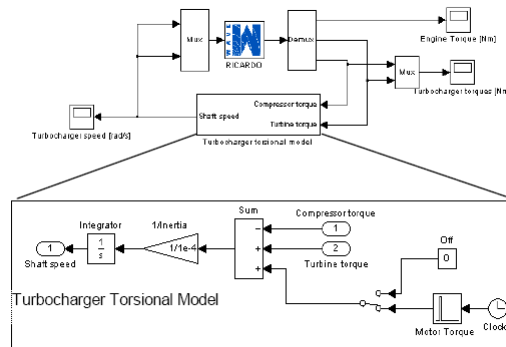 Mux
WAVE
RICARDO
Demux
Engine Torque [Nm]
Mux
Turbocharger torques [Nm
Turbocharger speed [rad/s]
Shaft speed
Compressor torque
Turbine torque
Turbocharger torsional model
Integrator
1/Inertia
Sum
Compressor torque
1
1
s
1/1e-4
1
2
Off
0
Shaft speed
Turbine torque
Turbocharger Torsional Model
Motor Torque
Clock